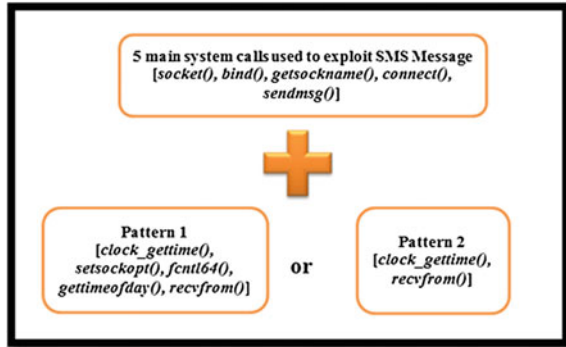 5 main system calls used to exploit SMS Message
[socket(), bind(), getsockname(), connect(),
sendmsg()]
Pattern 1
[clock_gettime(),
setsockopt(), fcntl64(),
gettimeofday(), recvfrom()]
or
Pattern 2
[clock_gettime(),
recvfrom()]